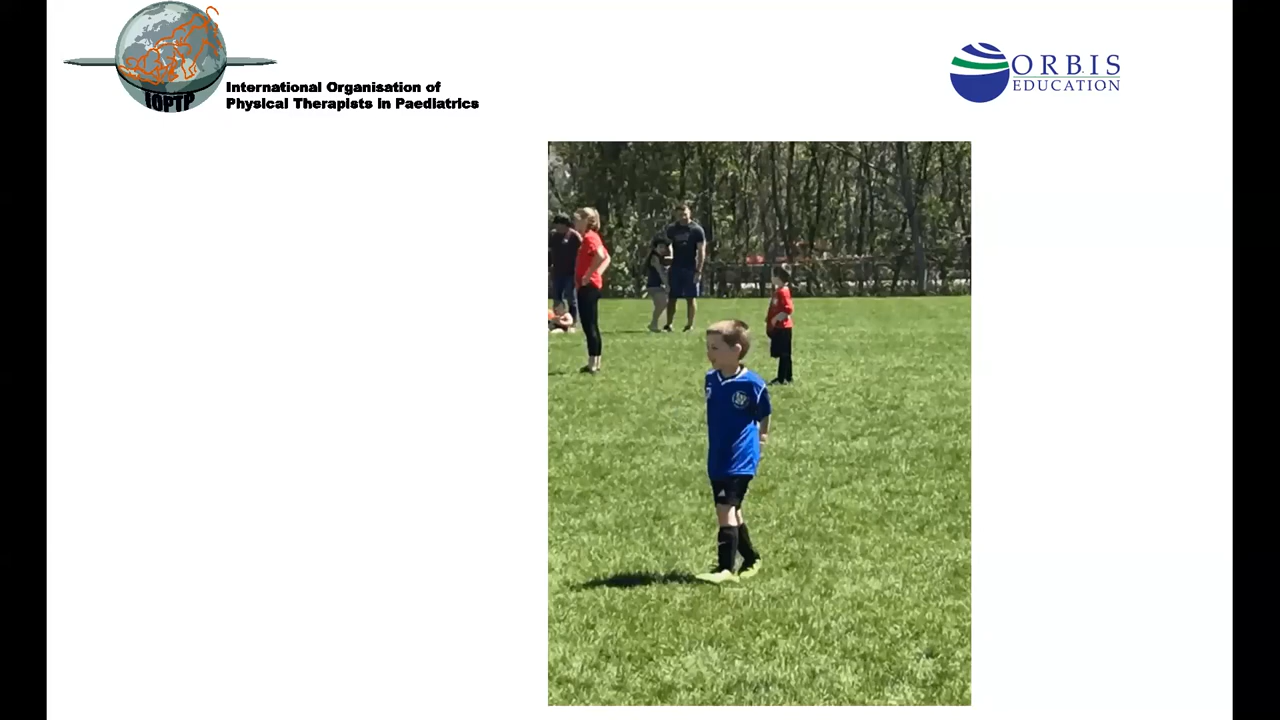 IOPTP
International Organisation of
Physical Therapists in Paediatrics
ORBIS
EDUCATION